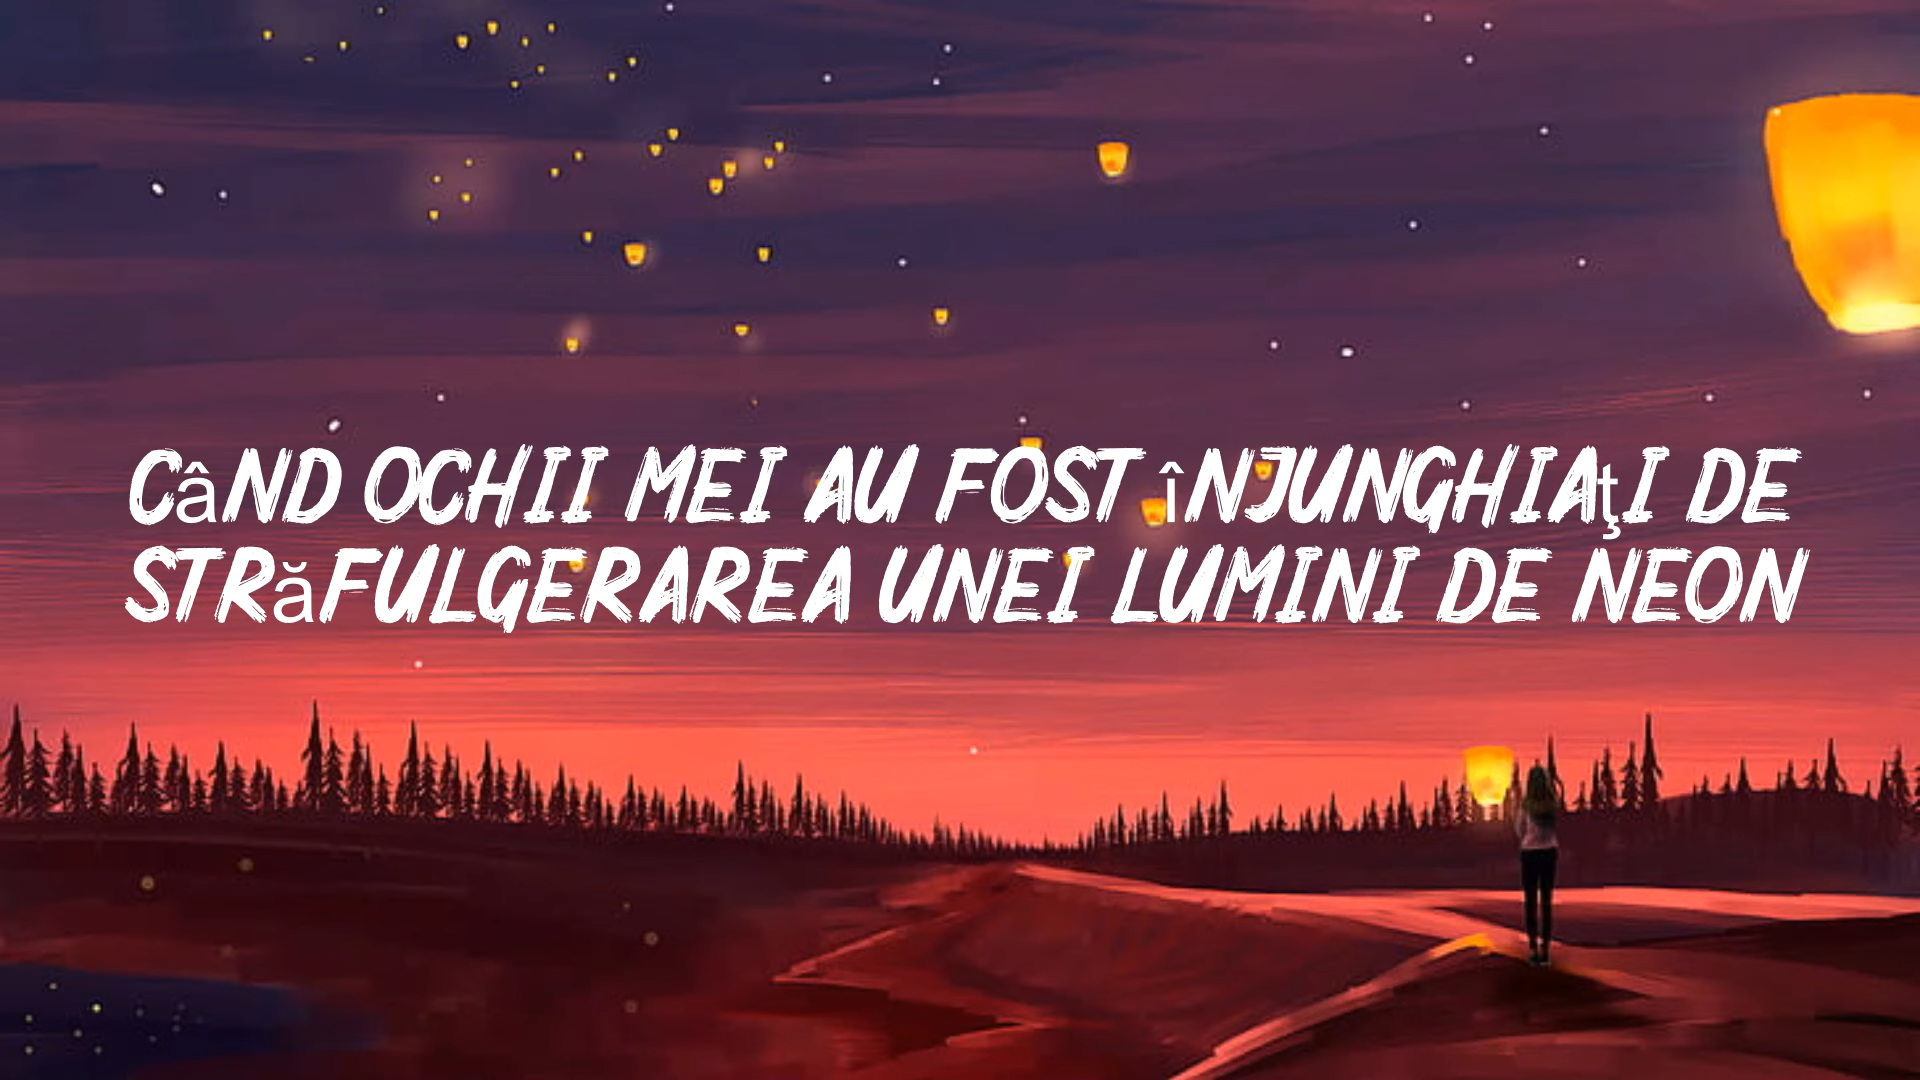 CâND OCHII MEI AU FOST îNJUNGHIAţI DE
STRăFULGERAREA UNEI LUMINI DE NEON